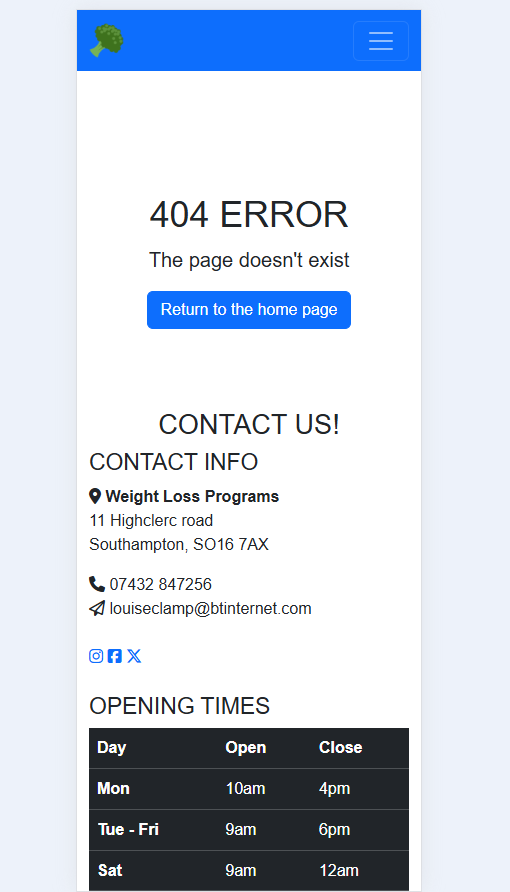 404 ERROR
The page doesn't exist
Return to the home page
CONTACT US!
CONTACT INFO
Weight Loss Programs
11 Highclerc road
Southampton, SO16 7AX
07432 847256
louiseclamp@btinternet.com
OPENING TIMES
Day Open Close
Mon 10am 4pm
Tue - Fri 9am 6pm
Sat 9am 12am